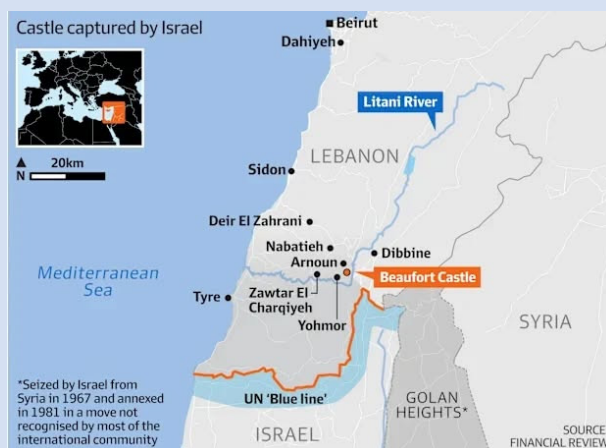 Castle captured by Israel
Beirut
Dahiyeh
Litani River
LEBANON
20km
N
Sidon
Deir El Zahrani
Nabatieh
Arnoun
Dibbine
Beaufort Castle
Mediterranean
Sea
Tyre
Zawtar El
Charqiyeh
Yohmor
SYRIA
*Seized by Israel from
Syria in 1967 and annexed
in 1981 in a move not
recognised by most of the
international community
UN ‘Blue line’
ISRAEL
GOLAN
HEIGHTS*
SOURCE:
FINANCIAL REVIEW